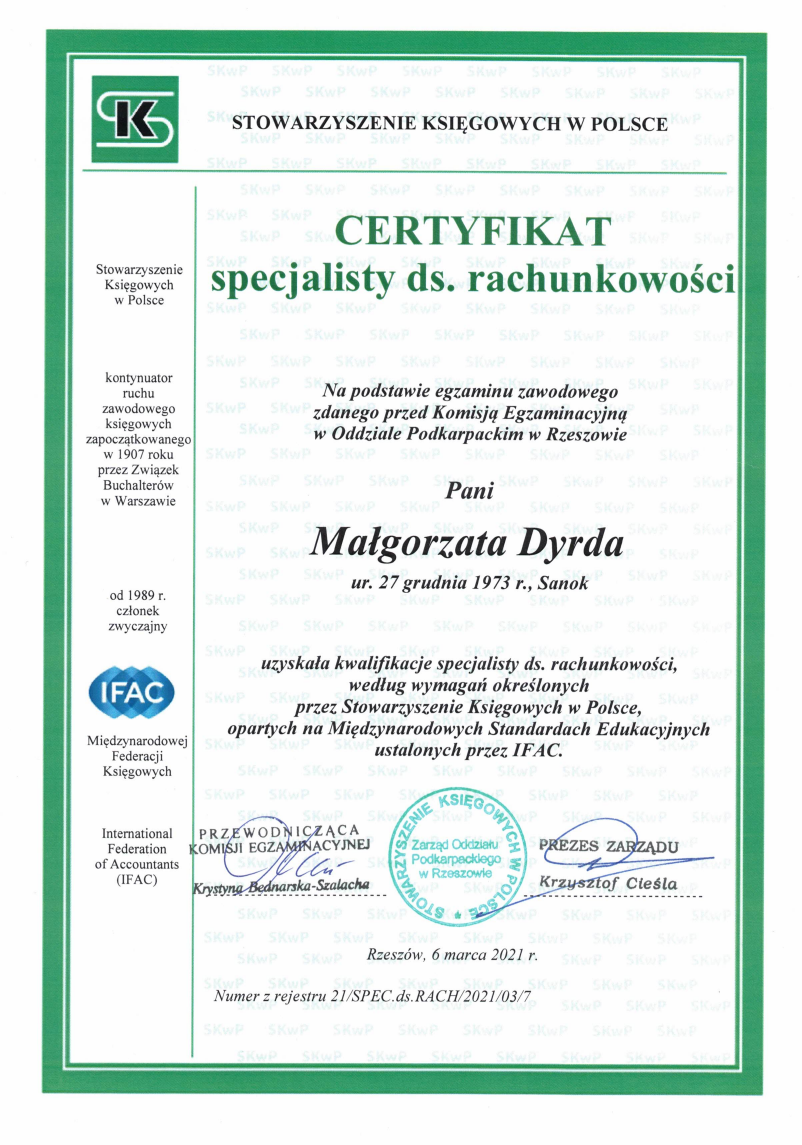 STOWARZYSZENIE KSIĘGOWYCH W POLSCE
CERTYFIKAT
specjalisty ds. rachunkowości
Stowarzyszenie
Księgowych
w Polsce
kontynuator
ruchu
zawodowego
księgowych
zapoczątkowanego
w 1907 roku
przez Związek
Buchalterów
w Warszawie
od 1989 r.
członek
zwyczajny
IFAC
Międzynarodowej
Federacji
Księgowych
International
Federation
of Accountants
(IFAC)
Na podstawie egzaminu zawodowego
zdanego przed Komisją Egzaminacyjną
w Oddziale Podkarpackim w Rzeszowie
Pani
Małgorzata Dyrda
ur. 27 grudnia 1973 r., Sanok
uzyskała kwalifikacje specjalisty ds. rachunkowości,
według wymagań określonych
przez Stowarzyszenie Księgowych w Polsce,
opartych na Międzynarodowych Standardach Edukacyjnych
ustalonych przez IFAC.
PRZEWODNICZĄCA
KOMISJI EGZAMINACYJNEJ
Krystyna Bednarska-Szalacha
STOWARZYSZENIE KSIĘGOWYCH W POLSCE
Zarząd Oddziału
Podkarpackiego
w Rzeszowie
PREZES ZARZĄDU
Krzysztof Cieśla
Rzeszów, 6 marca 2021 r.
Numer z rejestru 21/SPEC.ds.RACH/2021/03/7